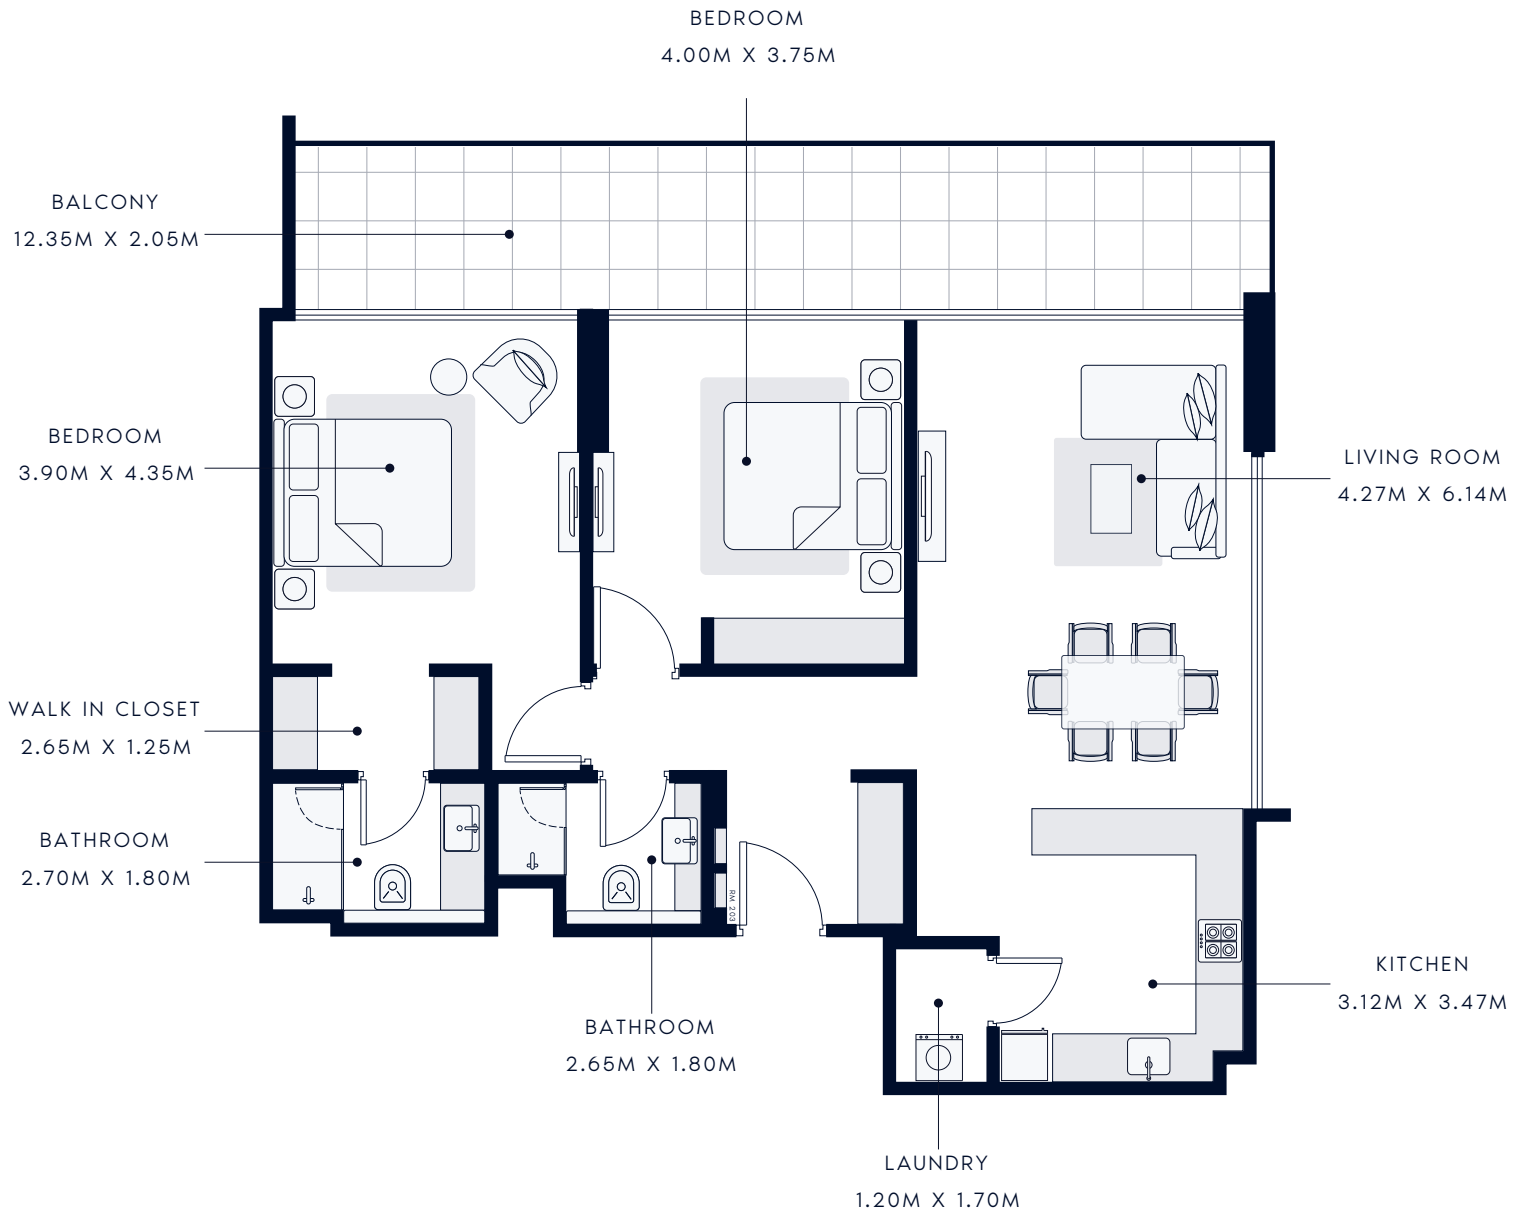 BEDROOM
4.00M X 3.75M
BALCONY
12.35M X 2.05M
BEDROOM
3.90M X 4.35M
LIVING ROOM
4.27M X 6.14M
WALK IN CLOSET
2.65M X 1.25M
BATHROOM
2.70M X 1.80M
RM 203
KITCHEN
3.12M X 3.47M
BATHROOM
2.65M X 1.80M
LAUNDRY
1.20M X 1.70M